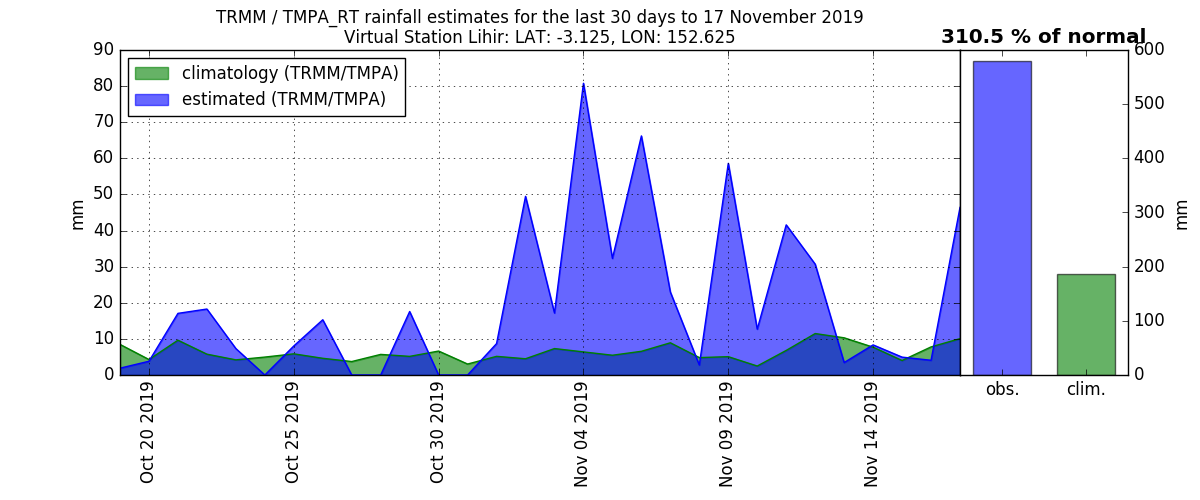 TRMM / TMPA_RT rainfall estimates for the last 30 days to 17 November 2019
Virtual Station Lihir: LAT: -3.125, LON: 152.625
310.5 % of normal
climatology (TRMM/TMPA)
estimated (TRMM/TMPA)
90
80
70
60
50
40
30
20
10
0
mm
Oct 20 2019
Oct 25 2019
Oct 30 2019
Nov 04 2019
Nov 09 2019
Nov 14 2019
600
500
400
300
200
100
0
mm
obs.
clim.